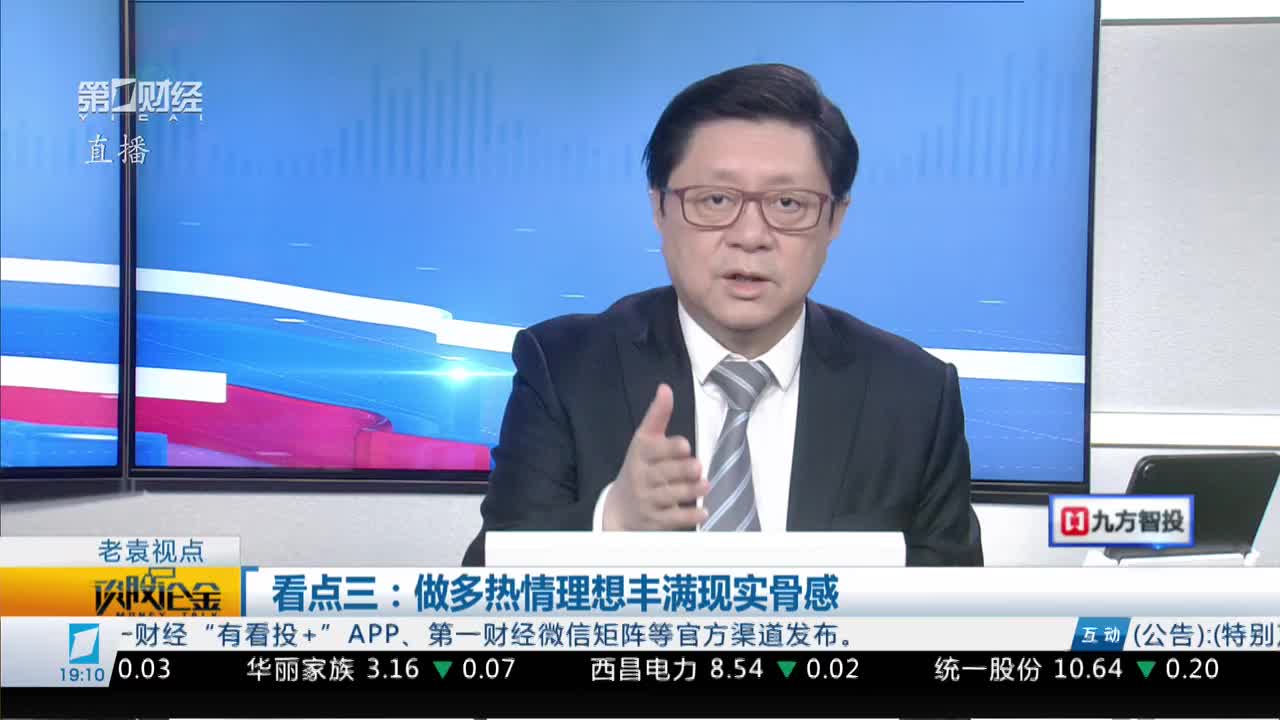 第一财经
YICAI
直播
九方智投
老袁视点
谈股论金
MONEY TALK
看点三：做多热情理想丰满现实骨感
-财经“有看投+”APP、第一财经微信矩阵等官方渠道发布。
互动
(公告):(特别
19:10
0.03 华丽家族 3.16 ▼ 0.07 西昌电力 8.54 ▼ 0.02 统一股份 10.64 ▼ 0.20